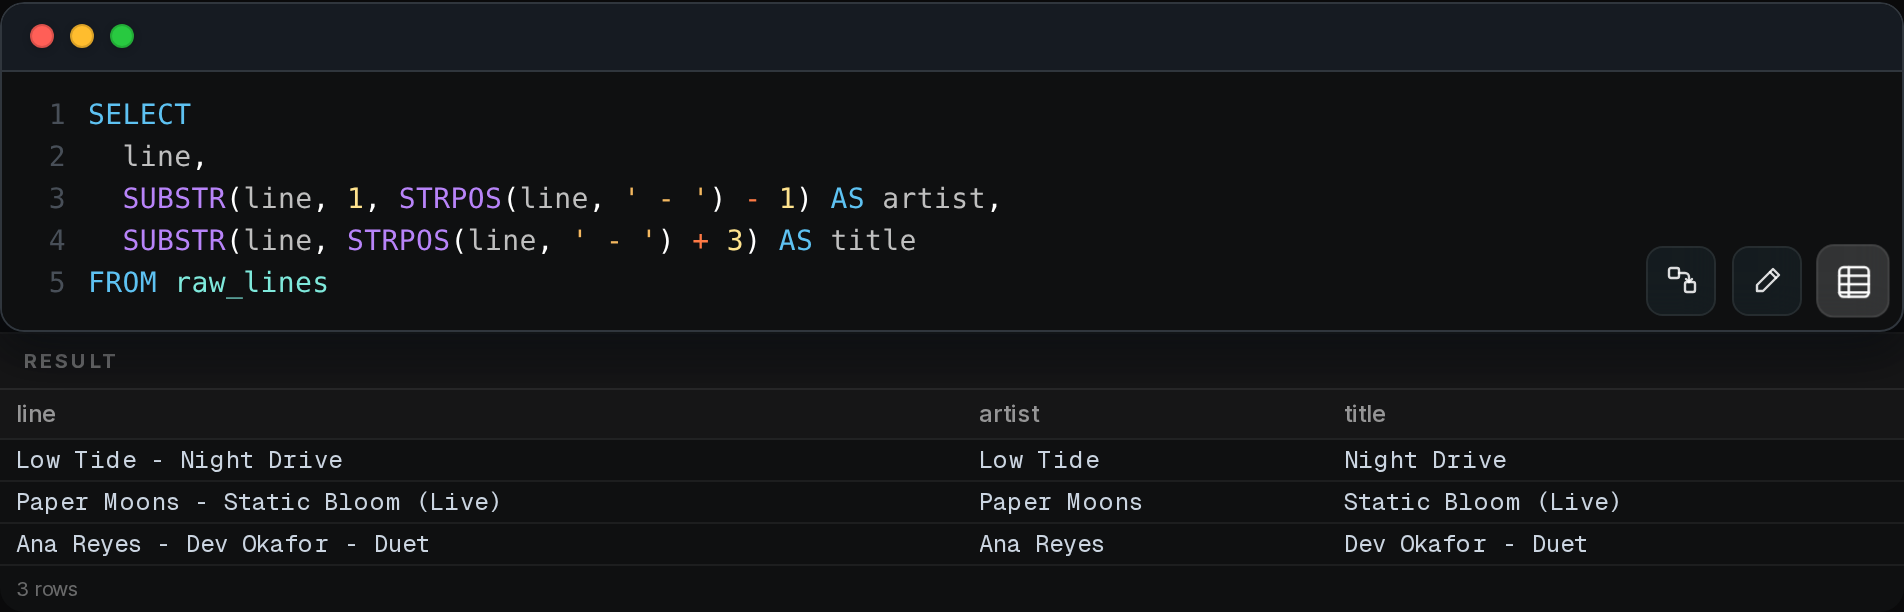 1 SELECT
2   line,
3   SUBSTR(line, 1, STRPOS(line, ' - ') - 1) AS artist,
4   SUBSTR(line, STRPOS(line, ' - ') + 3) AS title
5 FROM raw_lines
RESULT
line artist title
Low Tide - Night Drive Low Tide Night Drive
Paper Moons - Static Bloom (Live) Paper Moons Static Bloom (Live)
Ana Reyes - Dev Okafor - Duet Ana Reyes Dev Okafor - Duet
3 rows